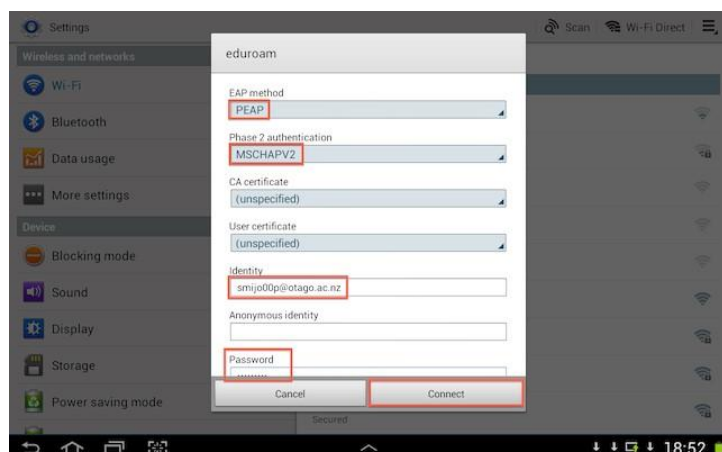 Settings
Scan
Wi-Fi Direct
Wireless and networks
Wi-Fi
Bluetooth
Data usage
More settings
Device
Blocking mode
Sound
Display
Storage
Power saving mode
eduroam
EAP method
PEAP
Phase 2 authentication
MSCHAPV2
CA certificate
(unspecified)
User certificate
(unspecified)
Identity
smijo00p@otago.ac.nz
Anonymous identity
Password
.........
Cancel
Connect
Secured
18:52